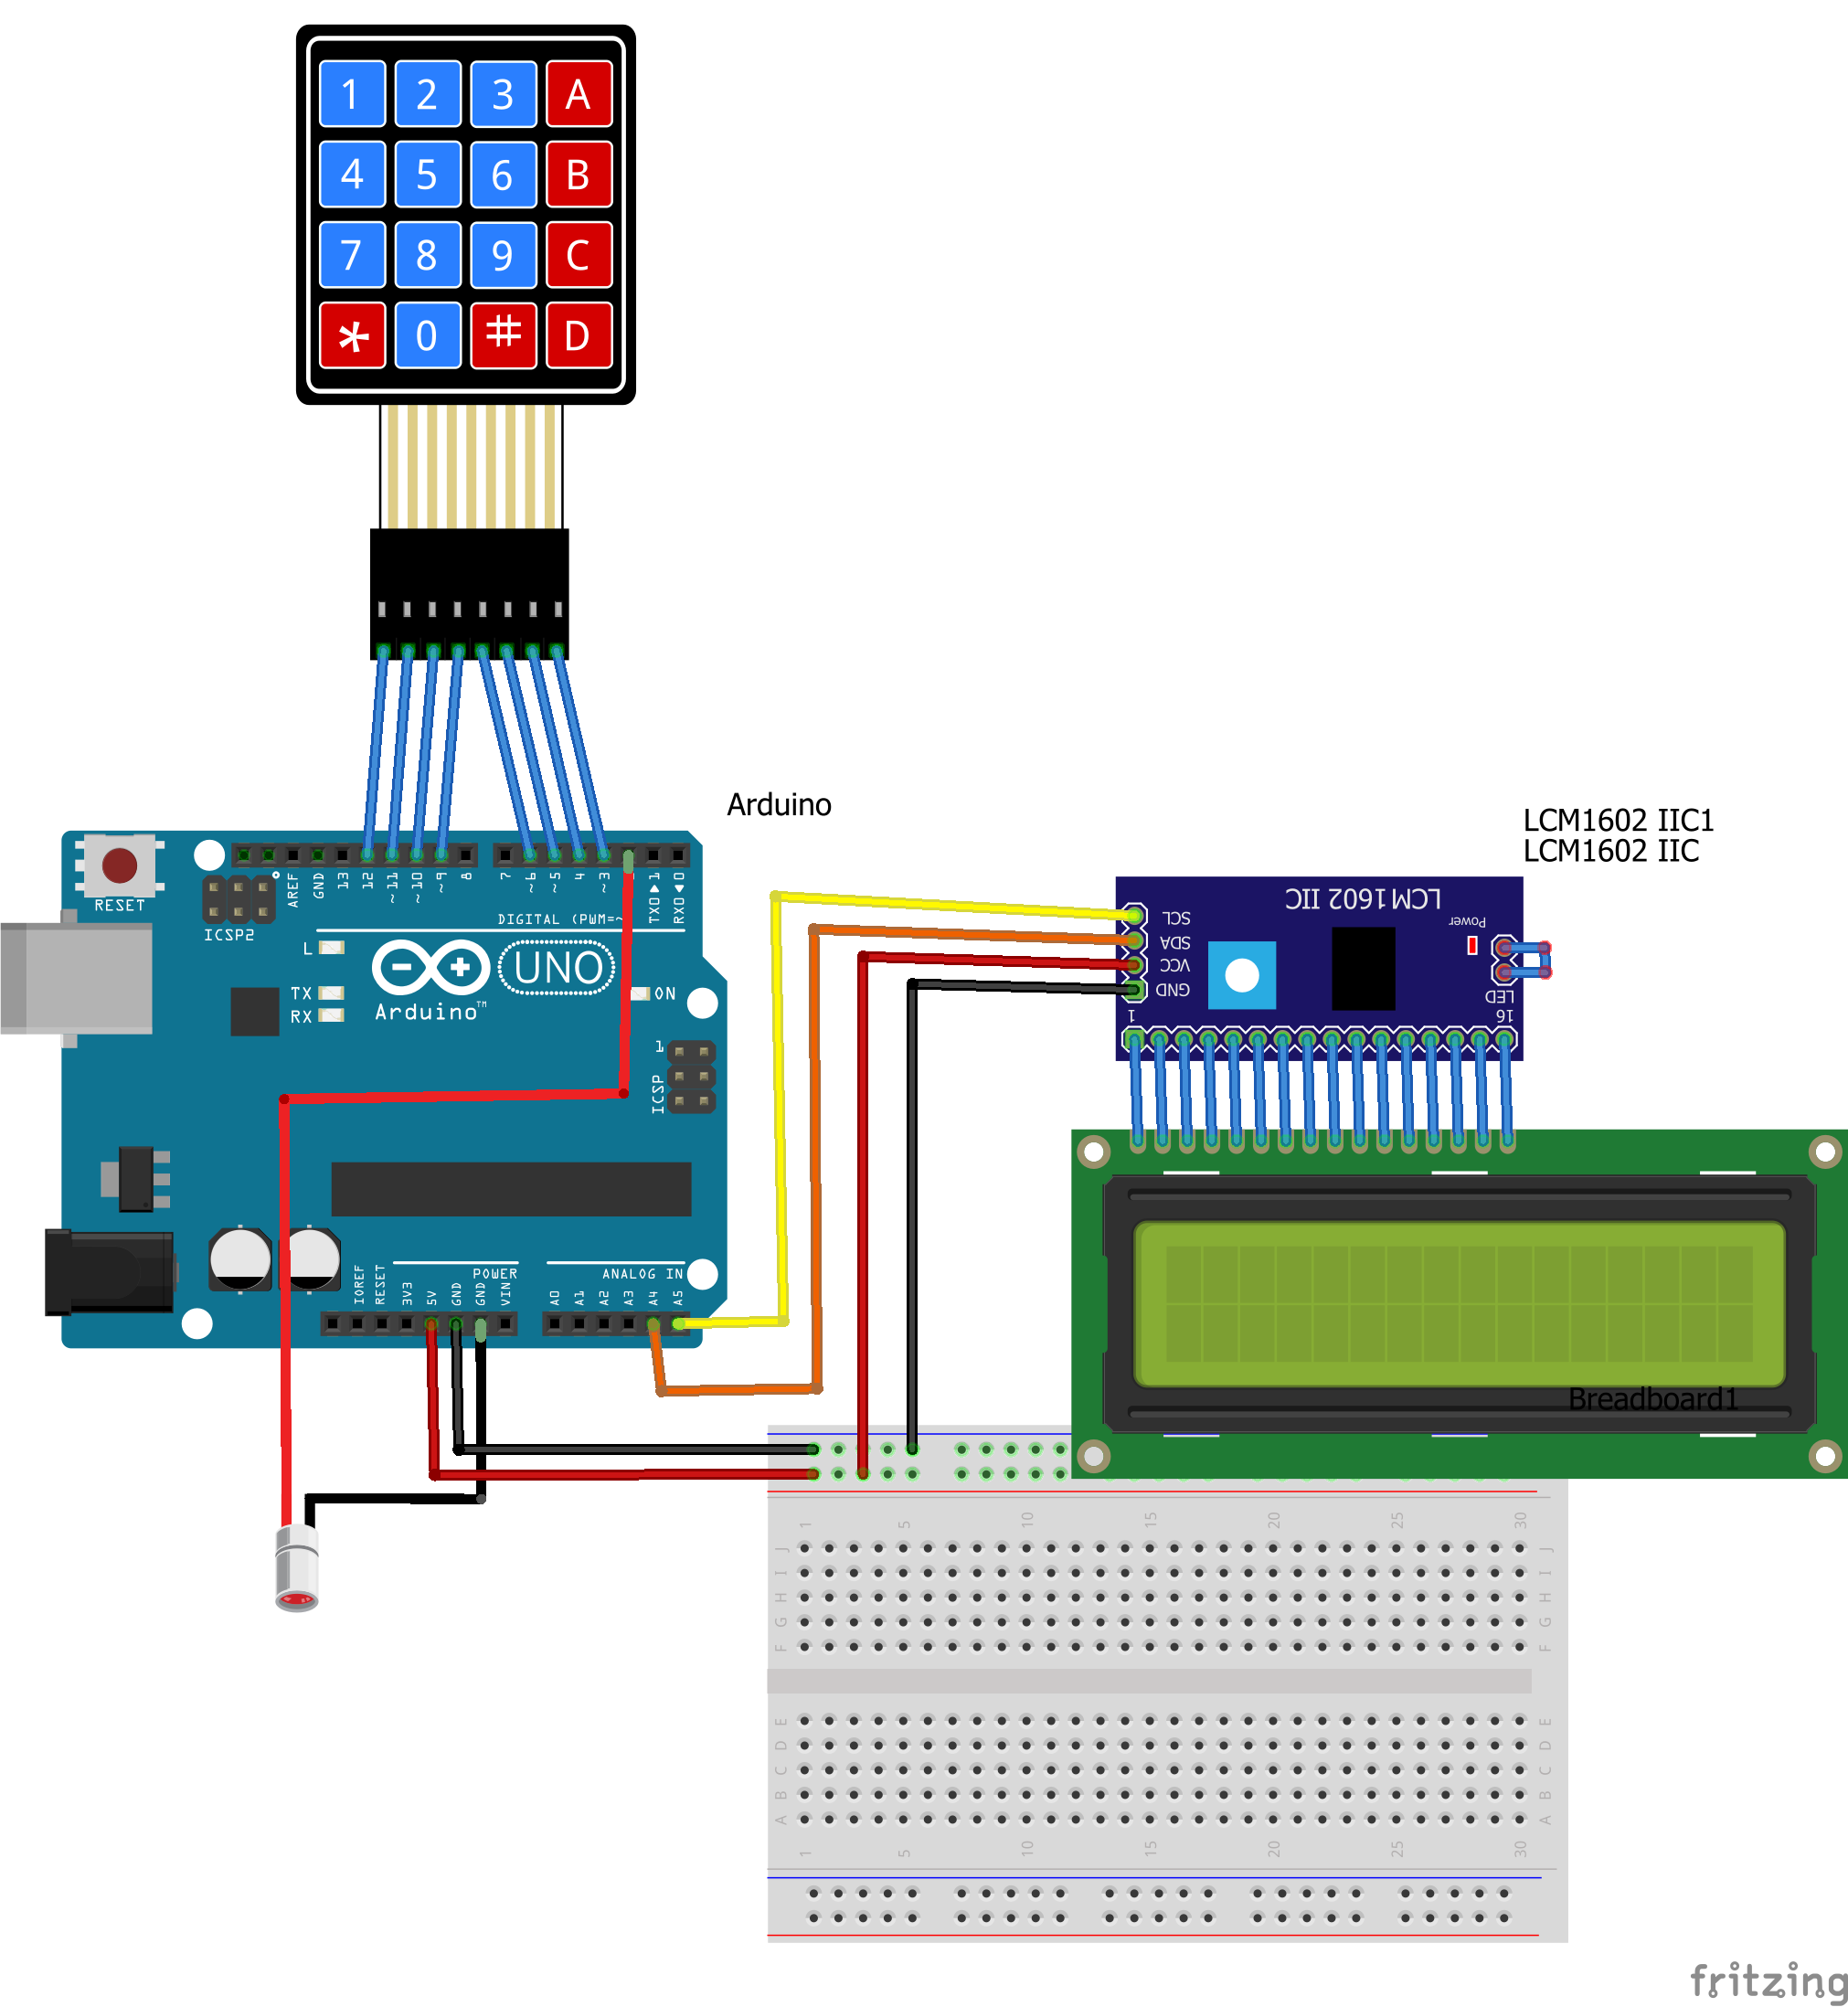 1 2 3 A
4 5 6 B
7 8 9 C
* 0 # D
Arduino
LCM1602 IIC1
LCM1602 IIC
RESET
ICSP2
AREF
GND
13
12
~11
~10
~9
8
7
~6
~5
4
~3
TX0▶1
RX0◀0
DIGITAL (PWM=~
L
TX
RX
UNO
ON
Arduino™
1
ICSP
IOREF
RESET
3V3
5V
GND
GND
VIN
POWER
A0
A1
A2
A3
A4
A5
ANALOG IN
LCM1602 IIC
SCL
SDA
VCC
GND
Power
LED
1
16
Breadboard1
1 5 10 15 20 25 30
J J
I I
H H
G G
F F
E E
D D
C C
B B
A A
1 5 10 15 20 25 30
fritzing